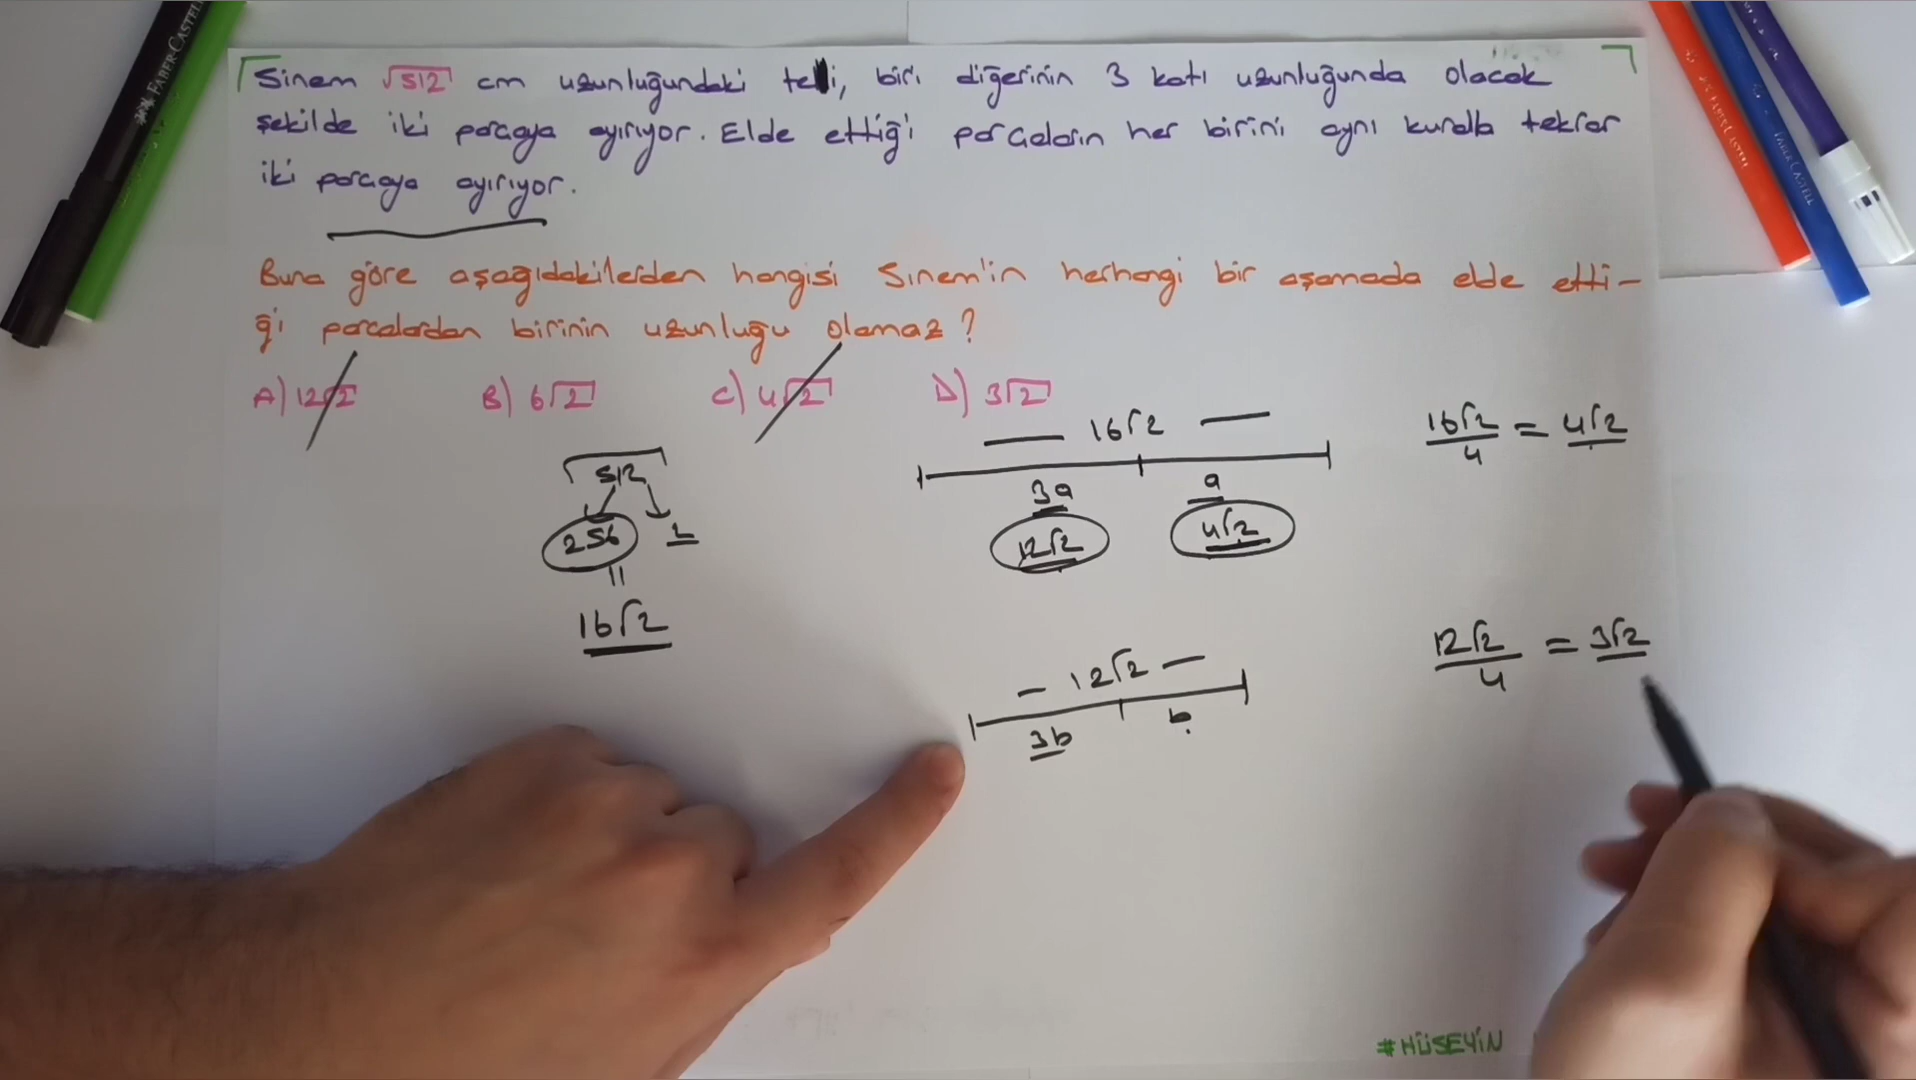 Sinem √512 cm uzunluğundaki teli, biri diğerinin 3 katı uzunluğunda olacak
şekilde iki parçaya ayırıyor. Elde ettiği parçaların her birini aynı kuralla tekrar
iki parçaya ayırıyor.
Buna göre aşağıdakilerden hangisi Sinem'in herhangi bir aşamada elde etti-
ği parçalardan birinin uzunluğu olamaz?
A) 12√2 B) 6√2 C) 4√2 D) 3√2
√512
256 2
=
16√2
16√2
3a a
12√2 4√2
16√2/4 = 4√2
12√2
3b b
12√2/4 = 3√2
#HÜSEYİN
FABER-CASTELL